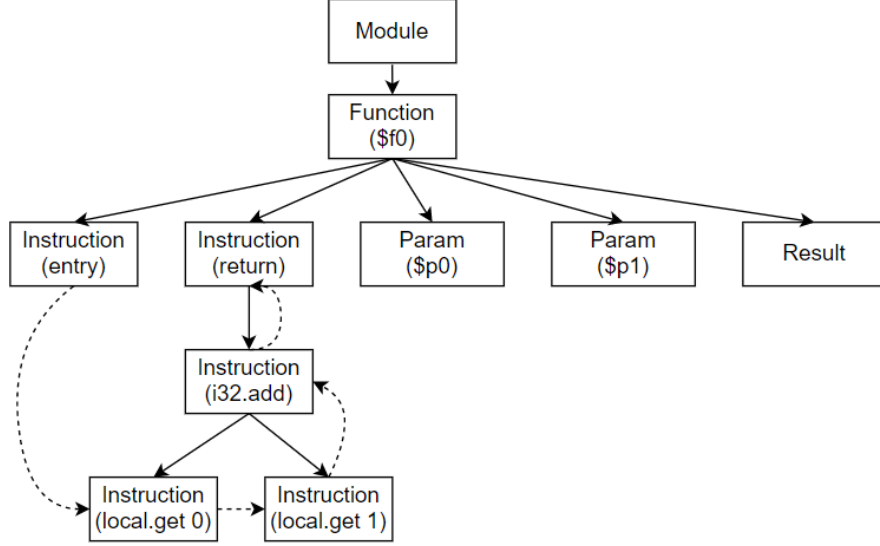 Module
Function
($f0)
Instruction
(entry)
Instruction
(return)
Param
($p0)
Param
($p1)
Result
Instruction
(i32.add)
Instruction
(local.get 0)
Instruction
(local.get 1)